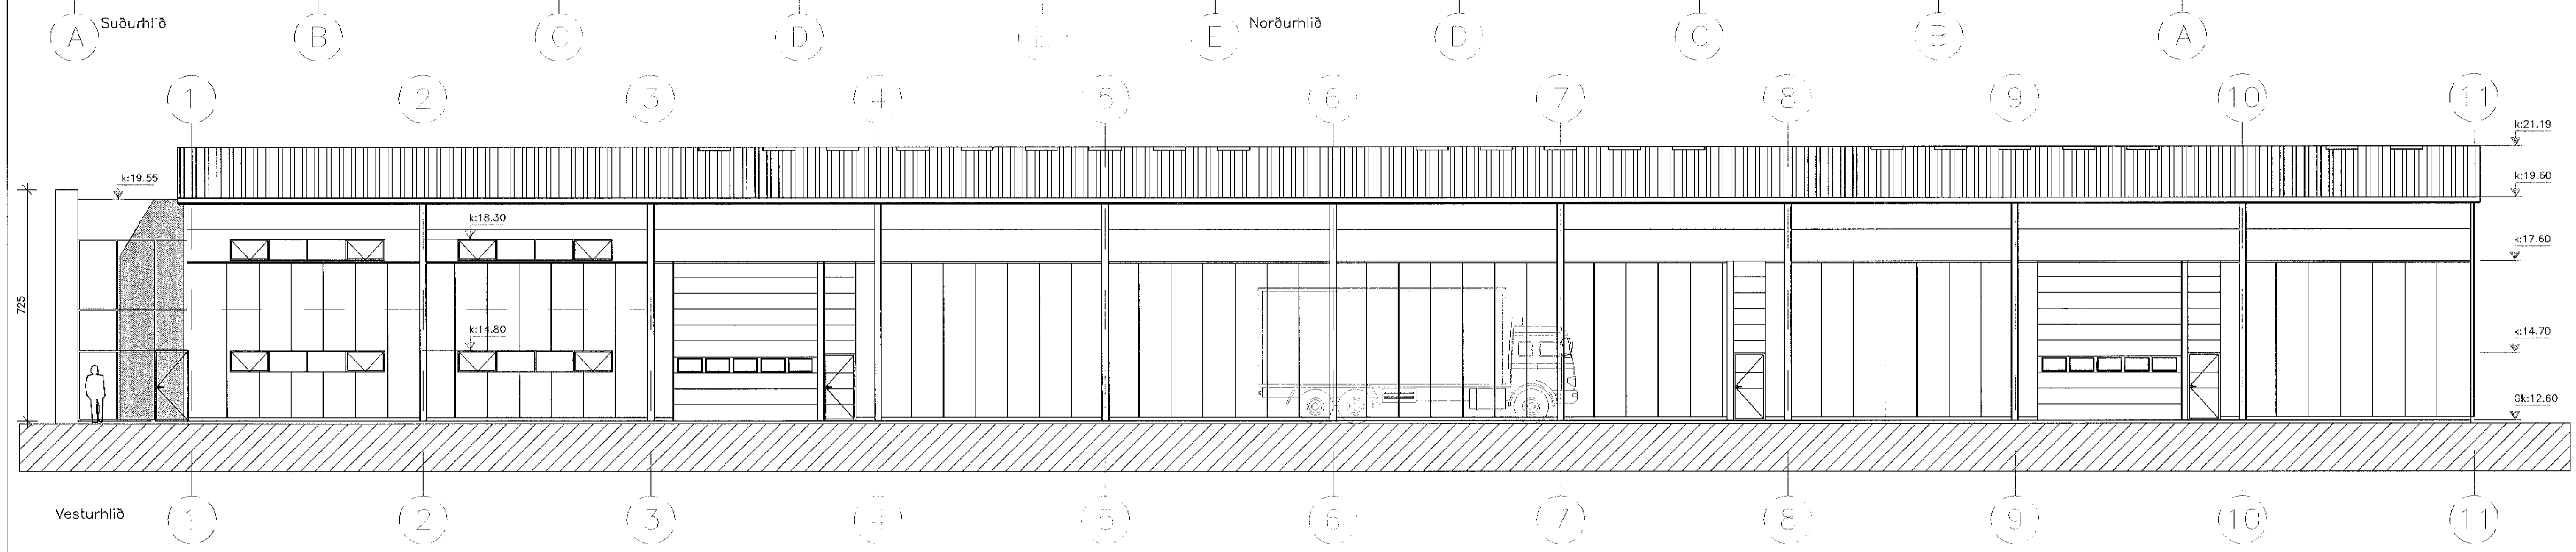 A Suðurhlið B C D E E Norðurhlið D C B A
1 2 3 4 5 6 7 8 9 10 11
k:21.19
k:19.55
k:19.60
k:18.30
k:17.60
725
k:14.80
k:14.70
Gk:12.60
Vesturhlið
1 2 3 4 5 6 7 8 9 10 11